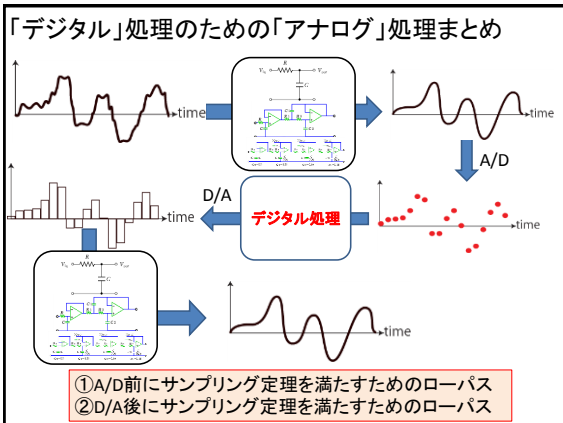 「デジタル」処理のための「アナログ」処理まとめ
time
R
C
time
A/D
D/A
time
デジタル処理
time
R
C
time
①A/D前にサンプリング定理を満たすためのローパス
②D/A後にサンプリング定理を満たすためのローパス